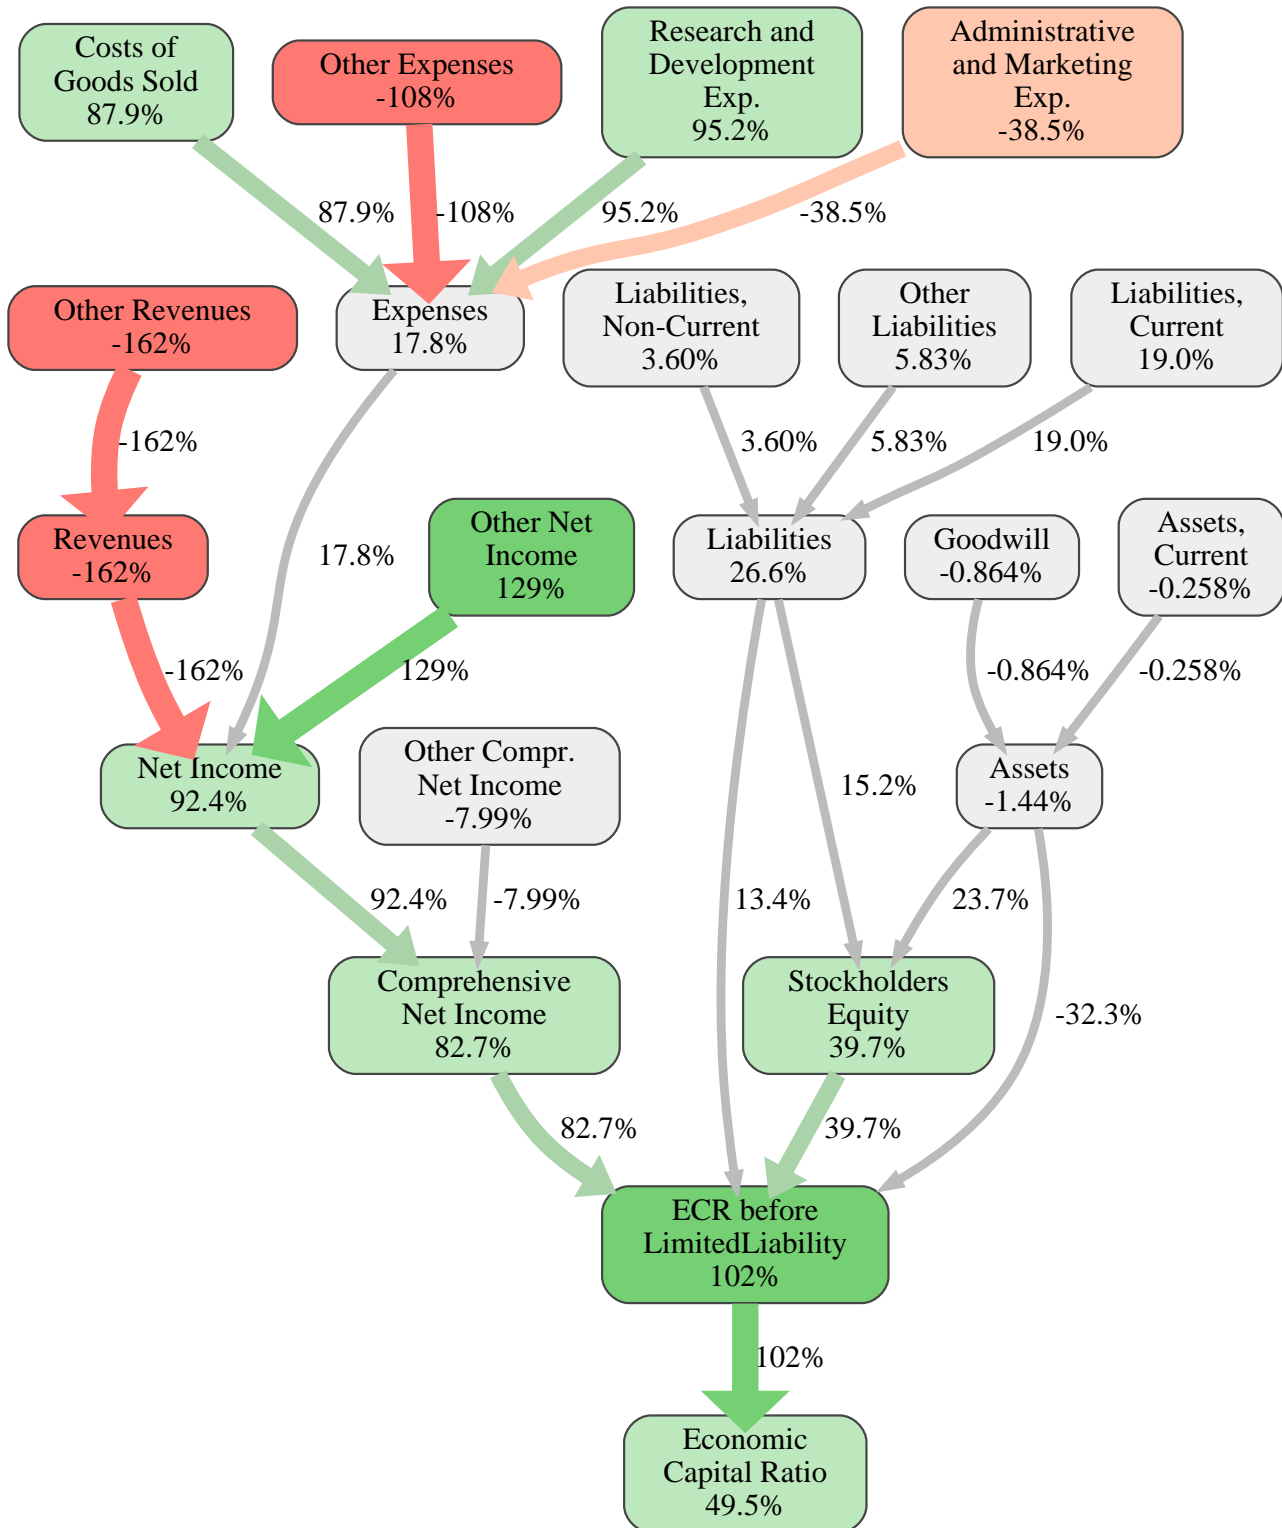 Costs of
Goods Sold
87.9%
Other Expenses
-108%
Research and
Development
Exp.
95.2%
Administrative
and Marketing
Exp.
-38.5%
87.9%
-108%
95.2%
-38.5%
Other Revenues
-162%
Expenses
17.8%
Liabilities,
Non-Current
3.60%
Other
Liabilities
5.83%
Liabilities,
Current
19.0%
-162%
3.60%
5.83%
19.0%
Revenues
-162%
17.8%
Other Net
Income
129%
Liabilities
26.6%
Goodwill
-0.864%
Assets,
Current
-0.258%
-162%
129%
-0.864%
-0.258%
Net Income
92.4%
Other Compr.
Net Income
-7.99%
15.2%
Assets
-1.44%
92.4%
-7.99%
13.4%
23.7%
Comprehensive
Net Income
82.7%
Stockholders
Equity
39.7%
-32.3%
82.7%
39.7%
ECR before
LimitedLiability
102%
102%
Economic
Capital Ratio
49.5%